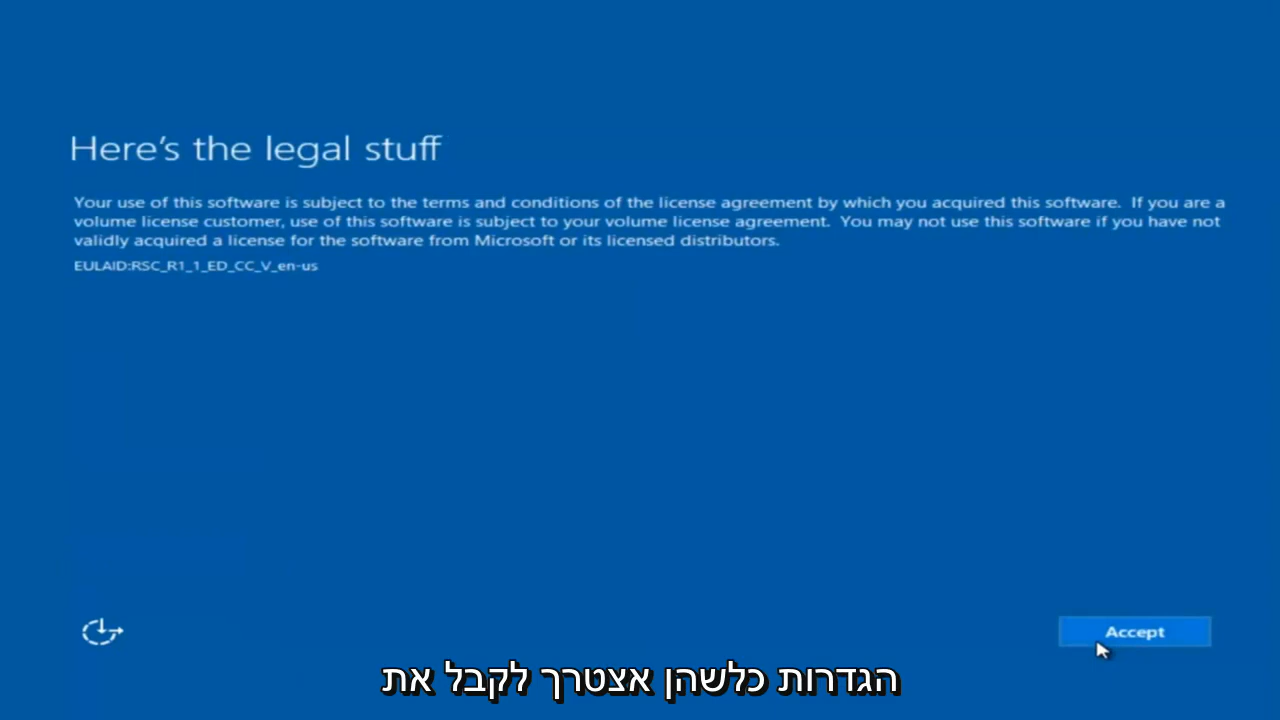 Here's the legal stuff
Your use of this software is subject to the terms and conditions of the license agreement by which you acquired this software.  If you are a
volume license customer, use of this software is subject to your volume license agreement.  You may not use this software if you have not
validly acquired a license for the software from Microsoft or its licensed distributors.
EULAID:RSC_R1_1_ED_CC_V_en-us
Accept
הגדרות כלשהן אצטרך לקבל את